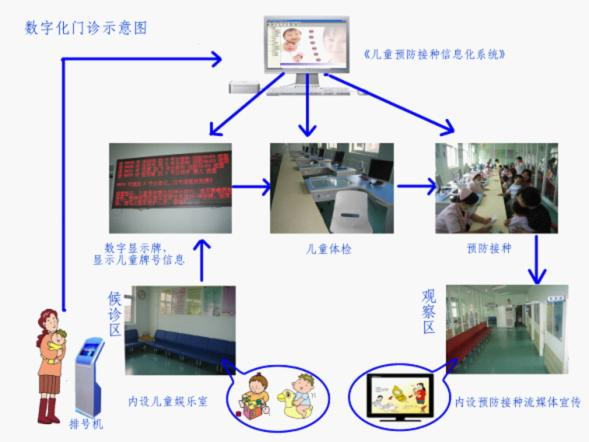 数字化门诊示意图
《儿童预防接种信息化系统》
数字显示牌、
显示儿童牌号信息
儿童体检
预防接种
候诊区
观察区
内设儿童娱乐室
内设预防接种流媒体宣传
排号机